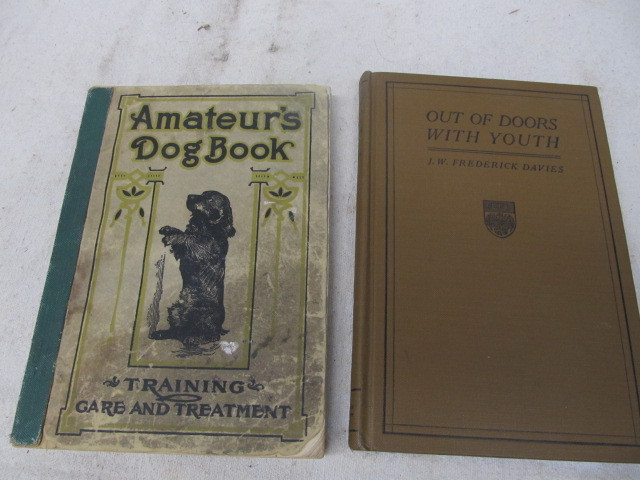 Amateur's
Dog Book
TRAINING
CARE AND TREATMENT
OUT OF DOORS
WITH YOUTH
J. W. FREDERICK DAVIES